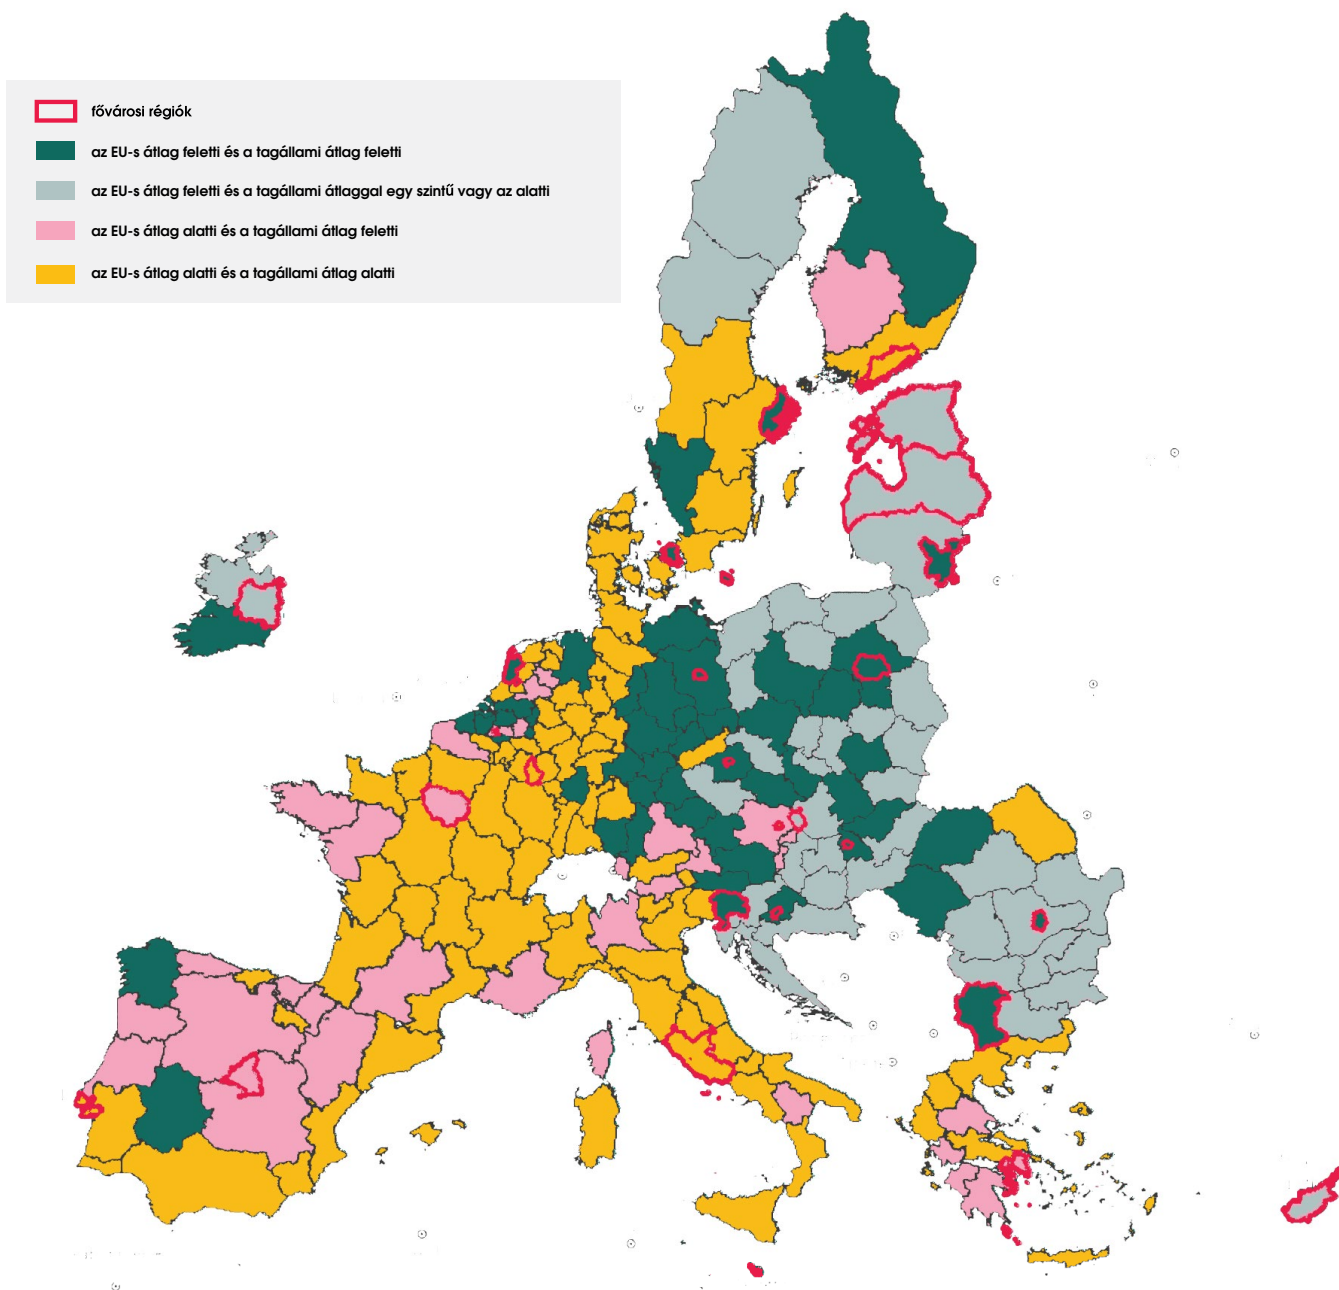 fővárosi régiók
az EU-s átlag feletti és a tagállami átlag feletti
az EU-s átlag feletti és a tagállami átlaggal egy szintű vagy az alatti
az EU-s átlag alatti és a tagállami átlag feletti
az EU-s átlag alatti és a tagállami átlag alatti